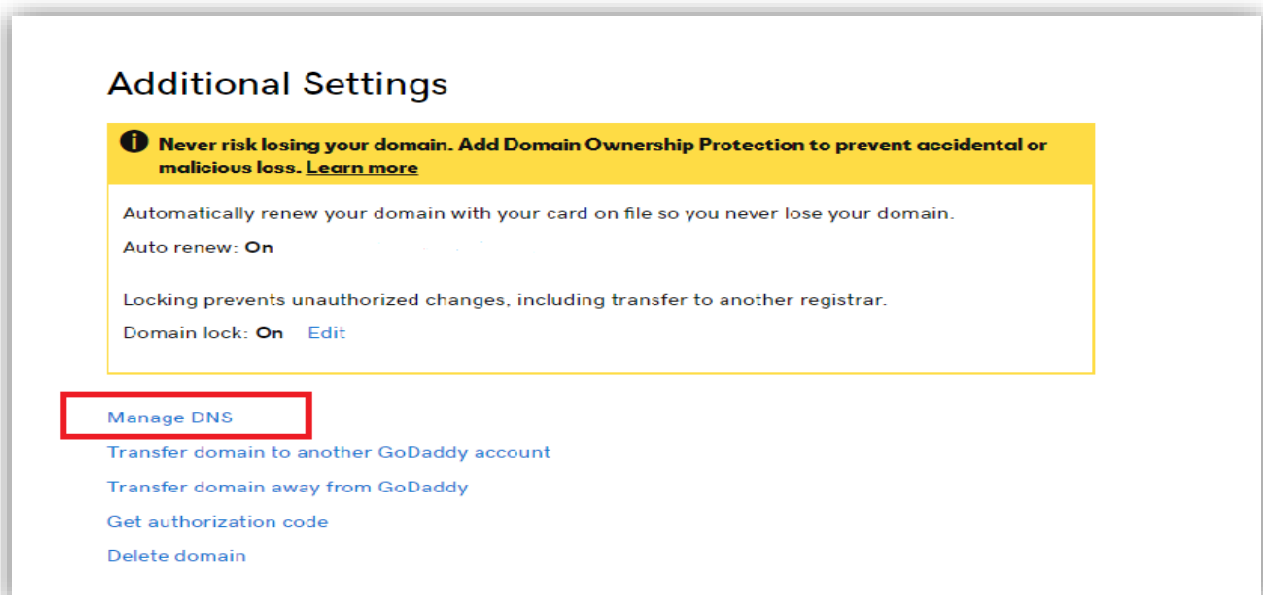 Additional Settings
Never risk losing your domain. Add Domain Ownership Protection to prevent accidental or
malicious loss. Learn more
Automatically renew your domain with your card on file so you never lose your domain.
Auto renew: On
Locking prevents unauthorized changes, including transfer to another registrar.
Domain lock: On Edit
Manage DNS
Transfer domain to another GoDaddy account
Transfer domain away from GoDaddy
Get authorization code
Delete domain